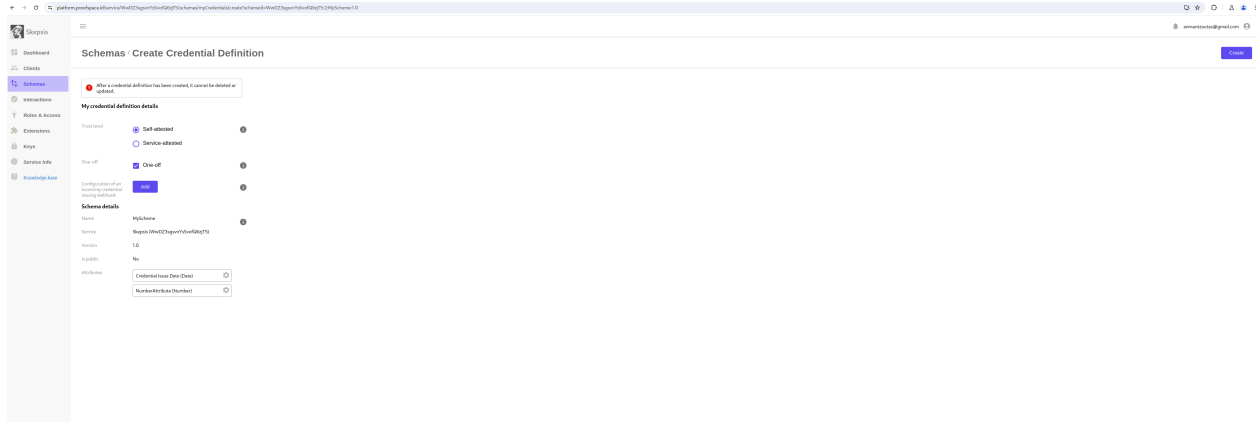 Skepsis
anmantzoutas@gmail.com
Dashboard
Clients
Schemas
Interactions
Roles & Access
Extensions
Keys
Service Info
Knowledge base
Schemas / Create Credential Definition
Create
After a credential definition has been created, it cannot be deleted or
updated.
My credential definition details
Trust level
Self-attested
Service-attested
One-off
One-off
Configuration of an
incoming credential
issuing webhook
Add
Schema details
Name
MyScheme
Service
Version
1.0
Is public
No
Attributes
Credential Issue Date (Date)
NumberAttribute (Number)